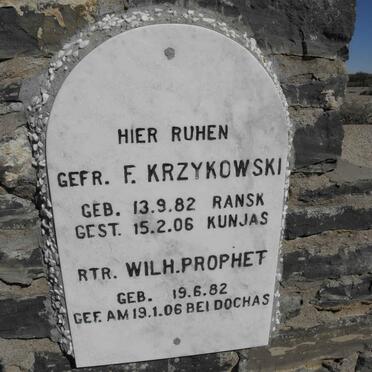 HIER RUHEN
GEFR. F. KRZYKOWSKI
GEB. 13.9.82 RANSK
GEST. 15.2.06 KUNJAS
RTR. WILH. PROPHET
GEB. 19.6.82
GEF. AM 19.1.06 BEI DOCHAS